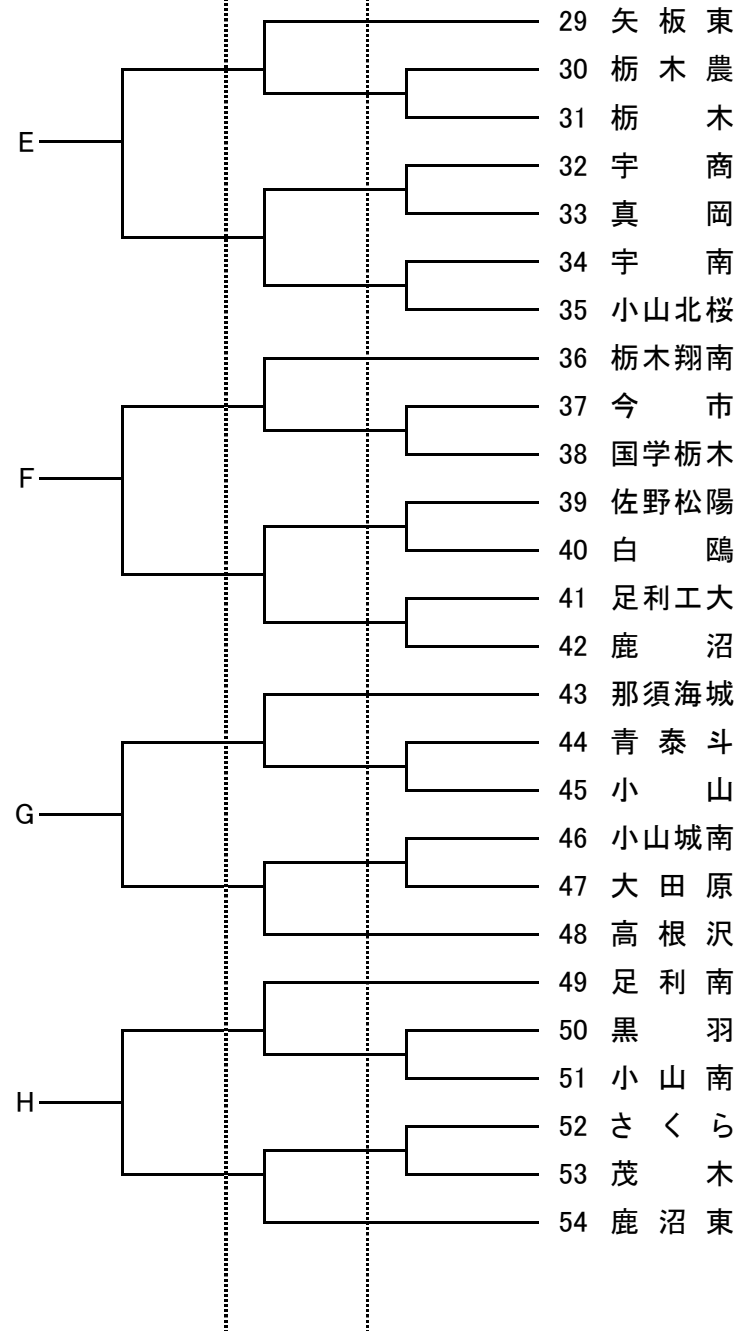 29 矢板東
30 栃木農
E
31 栃木
32 宇商
33 真岡
34 宇南
35 小山北桜
36 栃木翔南
37 今市
38 国学栃木
F
39 佐野松陽
40 白鴎
41 足利工大
42 鹿沼
43 那須海城
44 青泰斗
45 小山
G
46 小山城南
47 大田原
48 高根沢
49 足利南
50 黒羽
51 小山南
H
52 さくら
53 茂木
54 鹿沼東